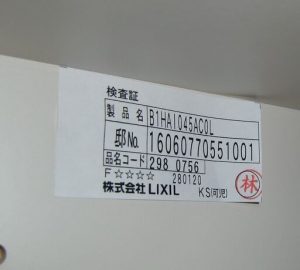 検査証
製品名 B1HAI045ACOL
邸No. 16060770551001
品名コード 298 0756
F☆☆☆☆ 280120
株式会社 LIXIL KS(可児) 林